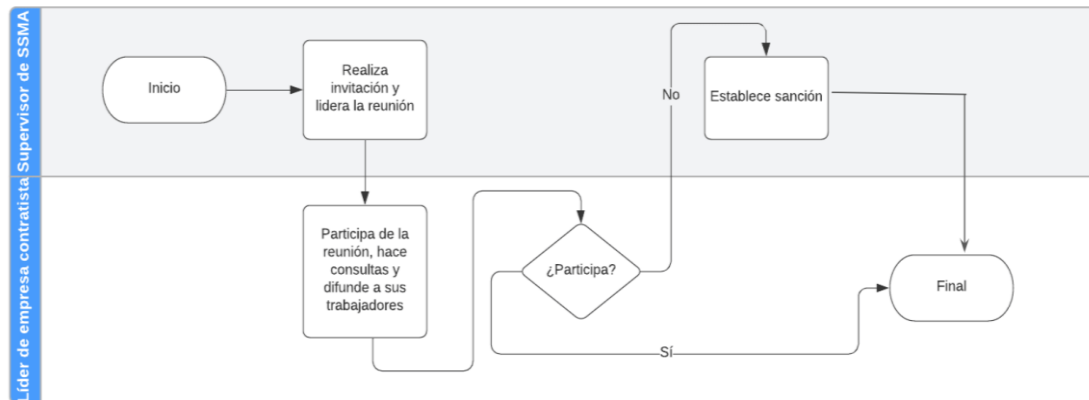 Supervisor de SSMA
Inicio
Realiza
invitación y
lidera la reunión
No
Establece sanción
Líder de empresa contratista
Participa de la
reunión, hace
consultas y
difunde a sus
trabajadores
¿Participa?
Sí
Final